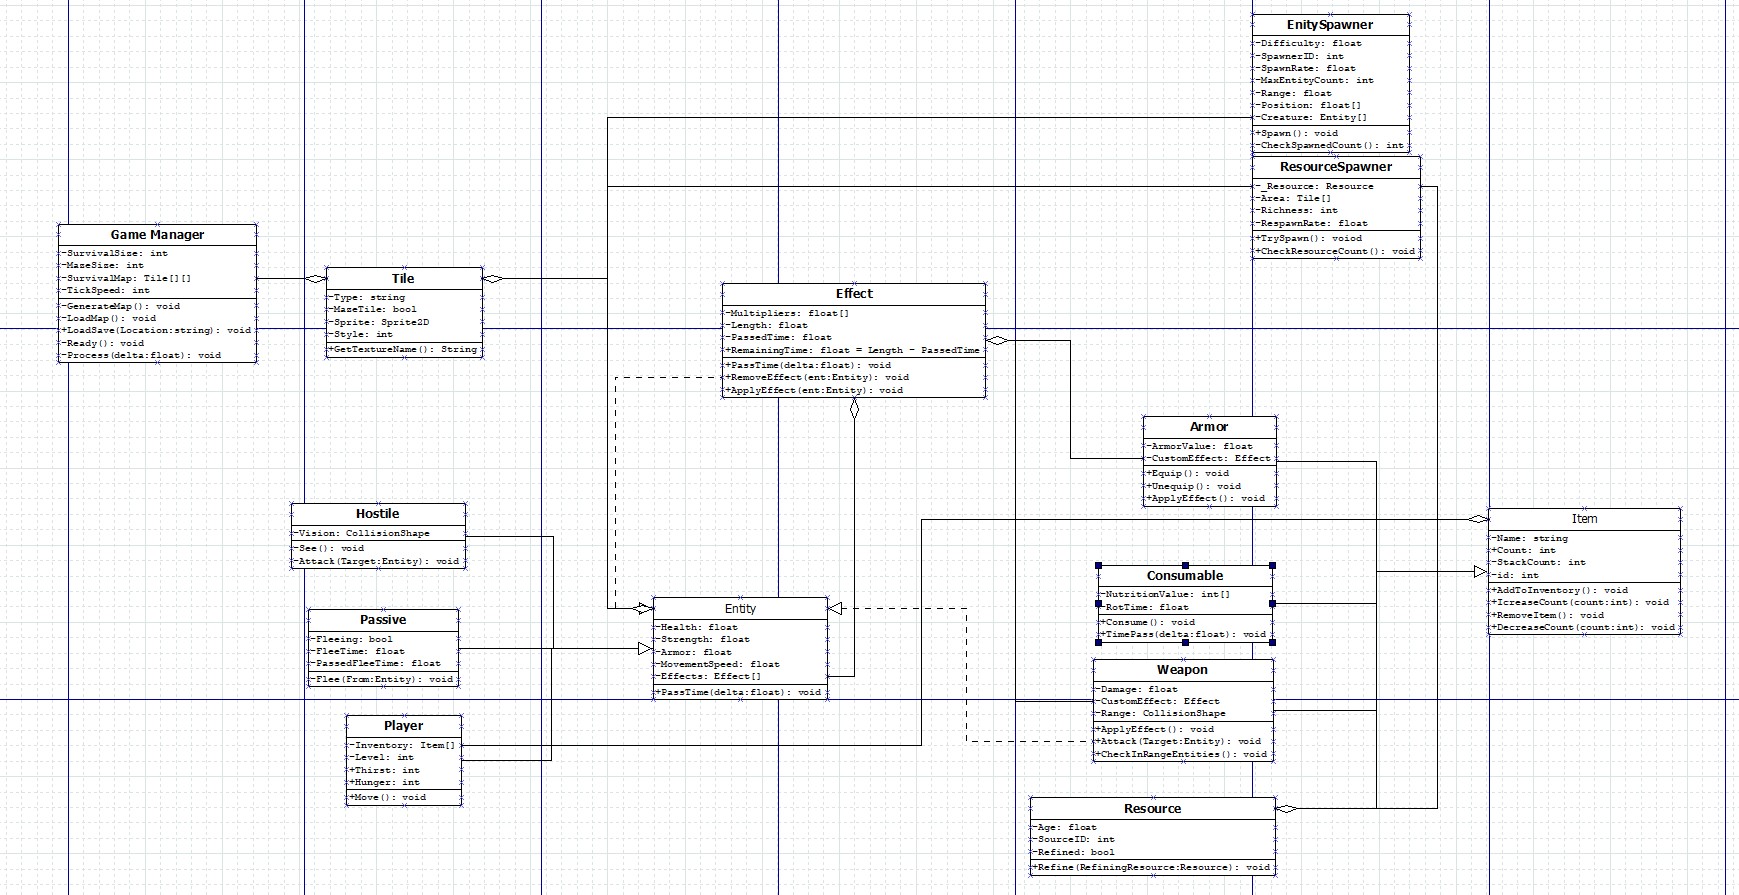 EnitySpawner
-Difficulty: float
-SpawnerID: int
-SpawnRate: float
-MaxEntityCount: int
-Range: float
-Position: float[]
-Creature: Entity[]
+Spawn(): void
-CheckSpawnedCount(): int
ResourceSpawner
-_Resource: Resource
-Area: Tile[]
-Richness: int
-RespawnRate: float
+TrySpawn(): voiod
+CheckResourceCount(): void
Game Manager
-SurvivalSize: int
-MazeSize: int
-SurvivalMap: Tile[][]
-TickSpeed: int
-GenerateMap(): void
-LoadMap(): void
+LoadSave(Location:string): void
-Ready(): void
-Process(delta:float): void
Tile
-Type: string
-MazeTile: bool
-Sprite: Sprite2D
-Style: int
+GetTextureName(): String
Effect
-Multipliers: float[]
-Length: float
-PassedTime: float
+RemainingTime: float = Length - PassedTime
+PassTime(delta:float): void
+RemoveEffect(ent:Entity): void
+ApplyEffect(ent:Entity): void
Armor
-ArmorValue: float
-CustomEffect: Effect
+Equip(): void
+Unequip(): void
+ApplyEffect(): void
Hostile
-Vision: CollisionShape
-See(): void
-Attack(Target:Entity): void
Item
-Name: string
+Count: int
-StackCount: int
-id: int
+AddToInventory(): void
+IcreaseCount(count:int): void
+RemoveItem(): void
+DecreaseCount(count:int): void
Consumable
-NutritionValue: int[]
-RotTime: float
+Consume(): void
+TimePass(delta:float): void
Passive
-Fleeing: bool
-FleeTime: float
-PassedFleeTime: float
-Flee(From:Entity): void
Entity
-Health: float
-Strength: float
-Armor: float
-MovementSpeed: float
-Effects: Effect[]
+PassTime(delta:float): void
Weapon
-Damage: float
-CustomEffect: Effect
-Range: CollisionShape
+ApplyEffect(): void
+Attack(Target:Entity): void
+CheckInRangeEntities(): void
Player
-Inventory: Item[]
-Level: int
+Thirst: int
+Hunger: int
+Move(): void
Resource
-Age: float
-SourceID: int
-Refined: bool
+Refine(RefiningResource:Resource): void